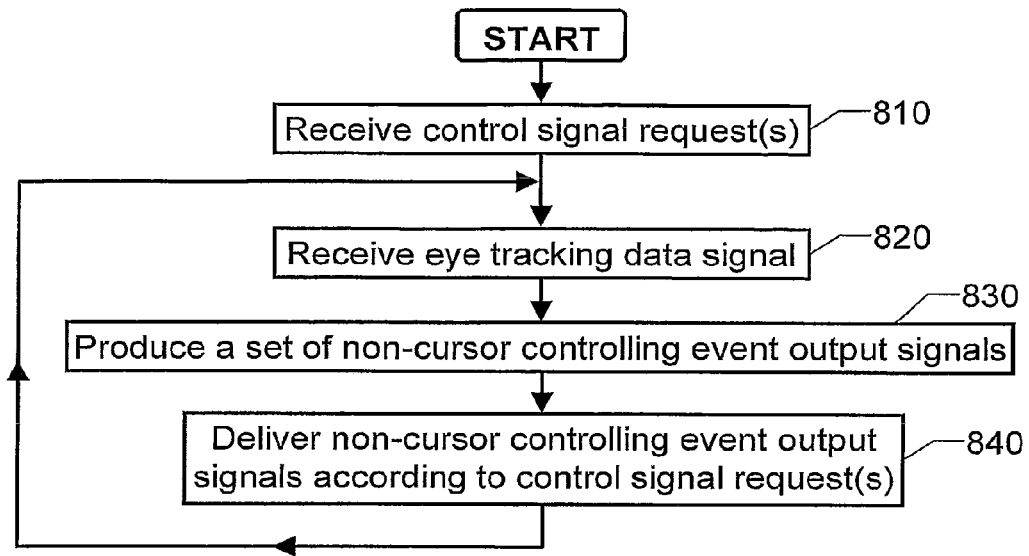 START
Receive control signal request(s)
810
Receive eye tracking data signal
820
830
Produce a set of non-cursor controlling event output signals
Deliver non-cursor controlling event output
signals according to control signal request(s)
840